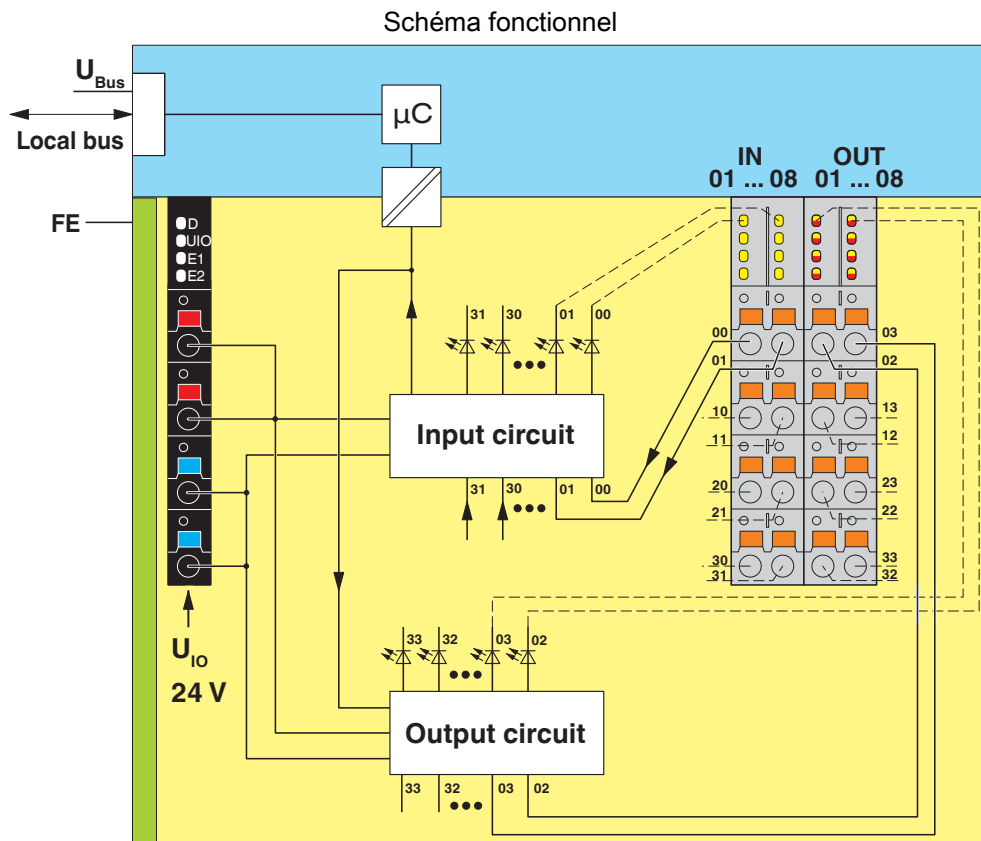 Schéma fonctionnel
U Bus
Local bus
µC
IN
01 ... 08
OUT
01 ... 08
FE
D
UIO
E1
E2
31 30 01 00
00
01
03
02
Input circuit
10
11
13
12
31 30 01 00
20
21
23
22
30
31
33
32
U IO
24 V
33 32 03 02
Output circuit
33 32 03 02